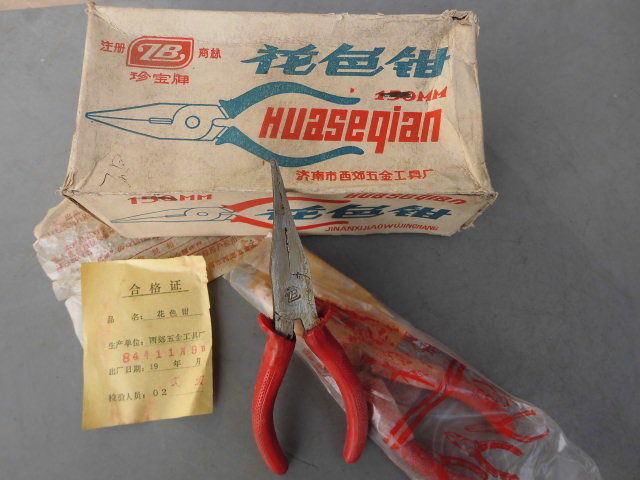 注册 ZB 商标
珍宝牌
花色钳
150MM
HUaseqian
济南市西郊五金工具厂
150MM
花色钳
JINANXIJIAOWUJINCHANG
ZB
合格证
品名：花色钳
生产单位：西郊五金工具厂
84年11月9日
出厂日期：19 年 月
检验人员：02